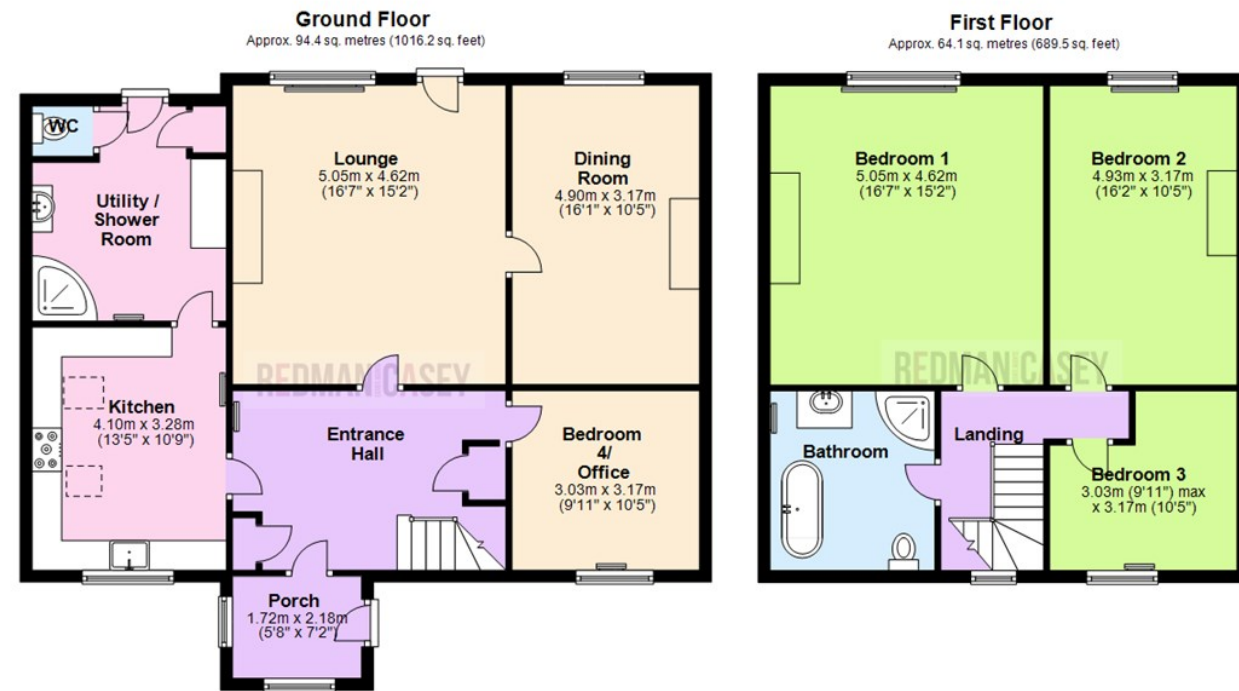 Ground Floor
Approx. 94.4 sq. metres (1016.2 sq. feet)
WC
Utility /
Shower
Room
Lounge
5.05m x 4.62m
(16'7" x 15'2")
Dining
Room
4.90m x 3.17m
(16'1" x 10'5")
Kitchen
4.10m x 3.28m
(13'5" x 10'9")
REDMAN CASEY
Entrance
Hall
Bedroom
4/
Office
3.03m x 3.17m
(9'11" x 10'5")
Porch
1.72m x 2.18m
(5'8" x 7'2")
First Floor
Approx. 64.1 sq. metres (689.5 sq. feet)
Bedroom 1
5.05m x 4.62m
(16'7" x 15'2")
Bedroom 2
4.93m x 3.17m
(16'2" x 10'5")
REDMAN CASEY
Bathroom
Landing
Bedroom 3
3.03m (9'11") max
x 3.17m (10'5")